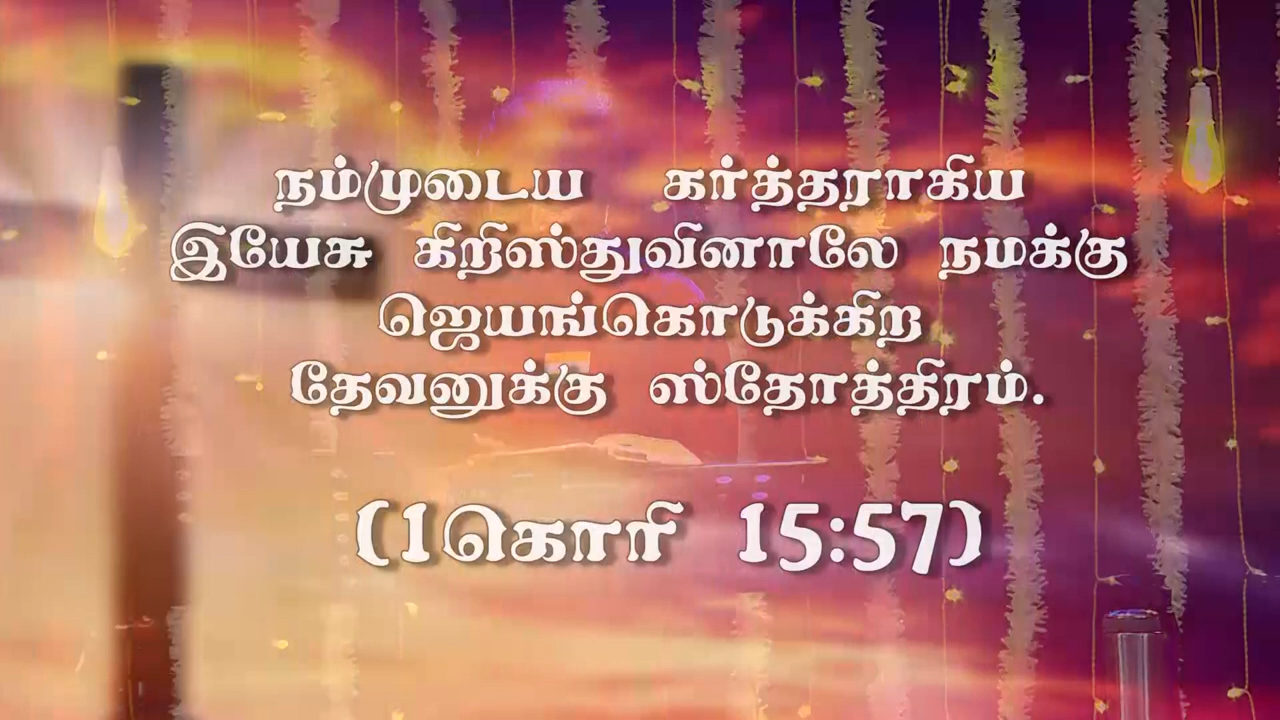 நம்முடைய கர்த்தராகிய
இயேசு கிறிஸ்துவினாலே நமக்கு
ஜெயங்கொடுக்கிற
தேவனுக்கு ஸ்தோத்திரம்.
(1கொரி 15:57)